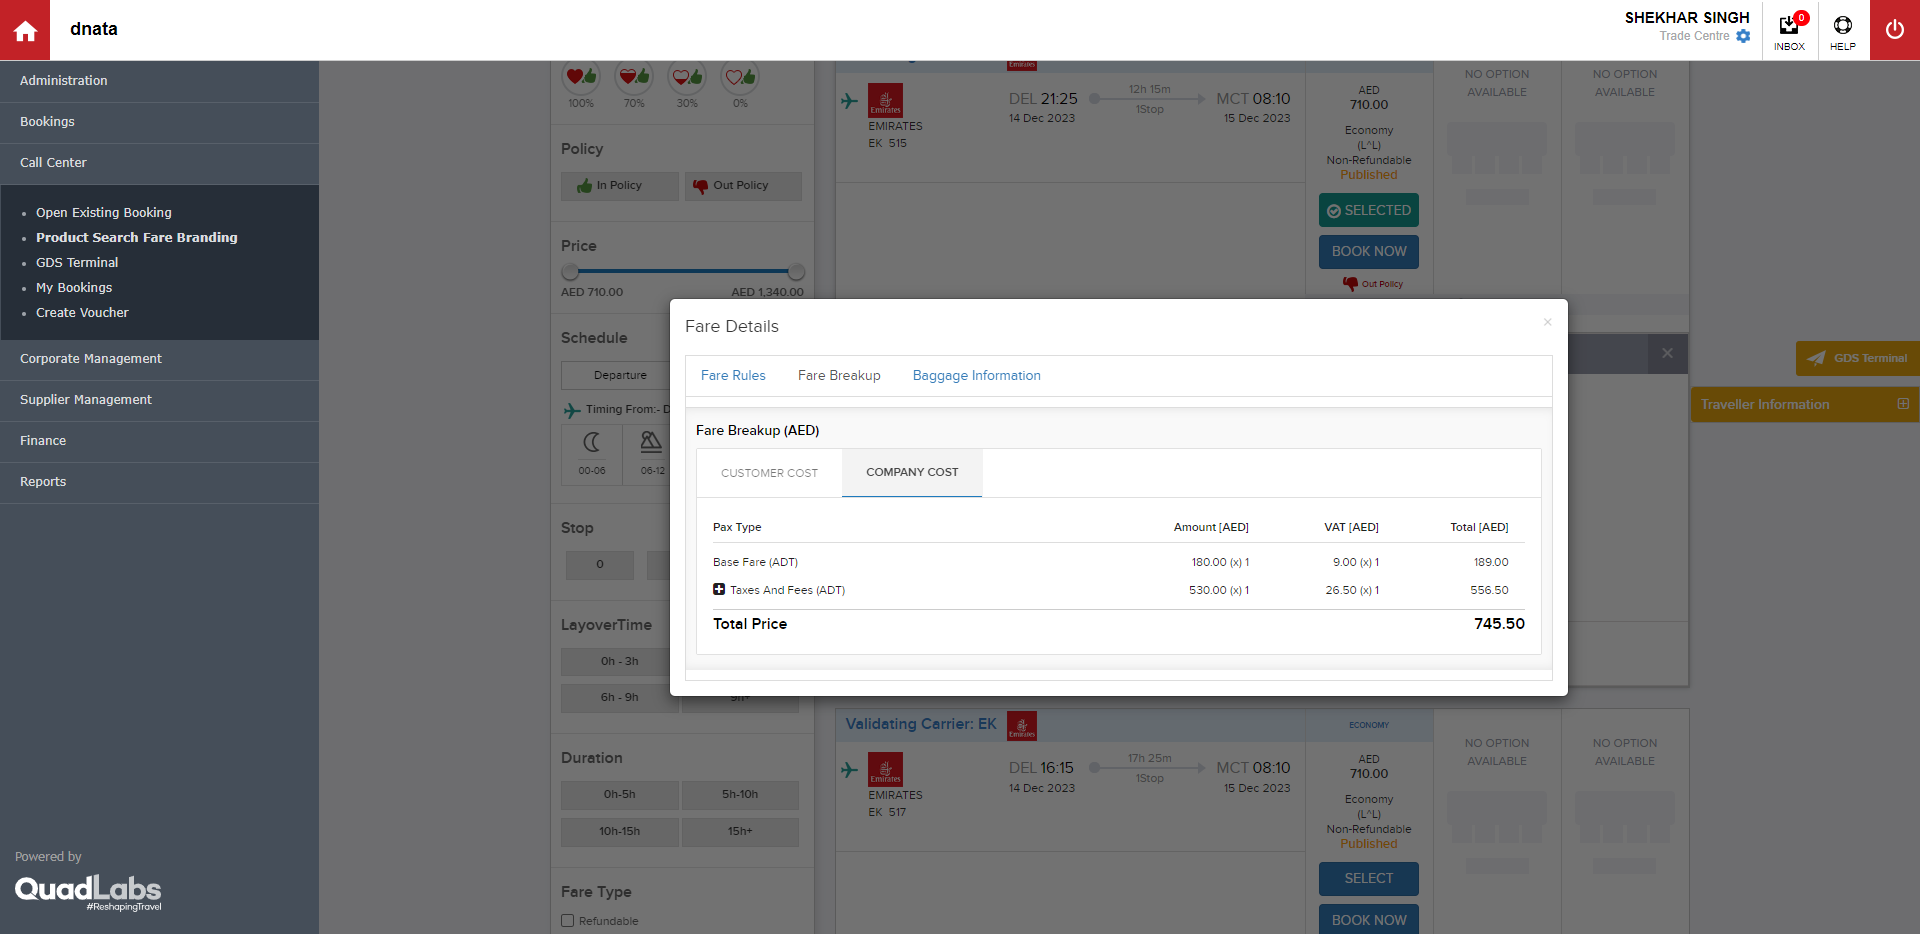 dnata
SHEKHAR SINGH
Trade Centre
0
INBOX
HELP
Administration
Bookings
Call Center
Open Existing Booking
Product Search Fare Branding
GDS Terminal
My Bookings
Create Voucher
Corporate Management
Supplier Management
Finance
Reports
Powered by
QuadLabs
#ReshapingTravel
100% 70% 30% 0%
Policy
In Policy Out Policy
Price
AED 710.00 AED 1,340.00
Schedule
Departure
Timing From:- D
00-06 06-12
Stop
0
LayoverTime
0h - 3h
6h - 9h 9h+
Duration
0h-5h 5h-10h
10h-15h 15h+
Fare Type
Refundable
Emirates
EMIRATES
EK 515
DEL 21:25 12h 15m MCT 08:10
14 Dec 2023 1Stop 15 Dec 2023
AED
710.00
Economy
(L^L)
Non-Refundable
Published
SELECTED
BOOK NOW
Out Policy
NO OPTION
AVAILABLE
NO OPTION
AVAILABLE
GDS Terminal
Traveller Information
Fare Details
Fare Rules Fare Breakup Baggage Information
Fare Breakup (AED)
CUSTOMER COST COMPANY COST
Pax Type Amount [AED] VAT [AED] Total [AED]
Base Fare (ADT) 180.00 (x) 1 9.00 (x) 1 189.00
Taxes And Fees (ADT) 530.00 (x) 1 26.50 (x) 1 556.50
Total Price 745.50
Validating Carrier: EK
Emirates
ECONOMY
Emirates
EMIRATES
EK 517
DEL 16:15 17h 25m MCT 08:10
14 Dec 2023 1Stop 15 Dec 2023
AED
710.00
Economy
(L^L)
Non-Refundable
Published
SELECT
BOOK NOW
NO OPTION
AVAILABLE
NO OPTION
AVAILABLE